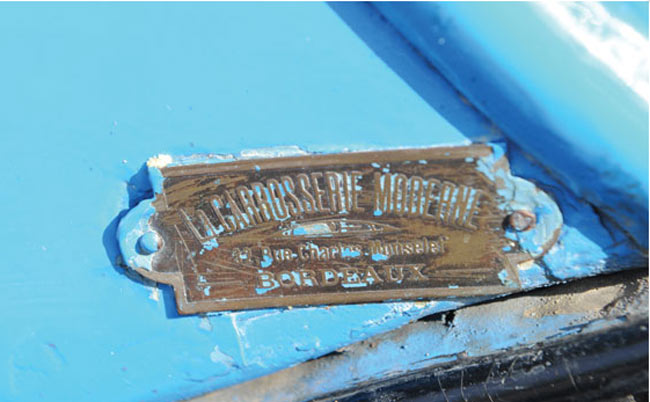 LA CARROSSERIE MODERNE
Rue Charles Monselet
BORDEAUX